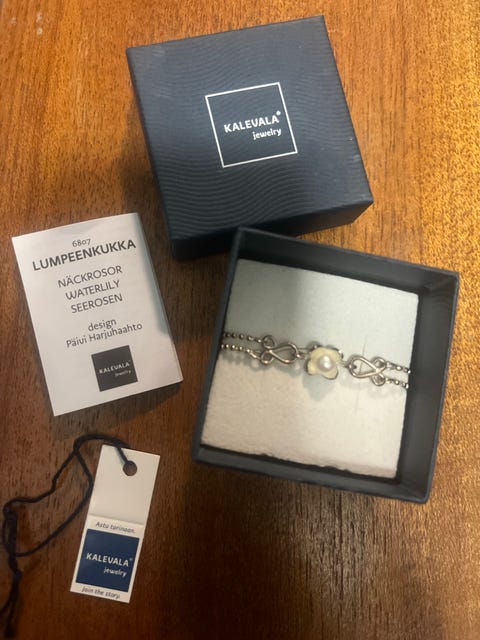 KALEVALA®
jewelry
6807
LUMPEENKUKKA
NÄCKROSOR
WATERLILY
SEEROSEN
design
Päivi Harjuhaahto
KALEVALA
jewelry
Astu tarinaan.
KALEVALA®
jewelry
Join the story.